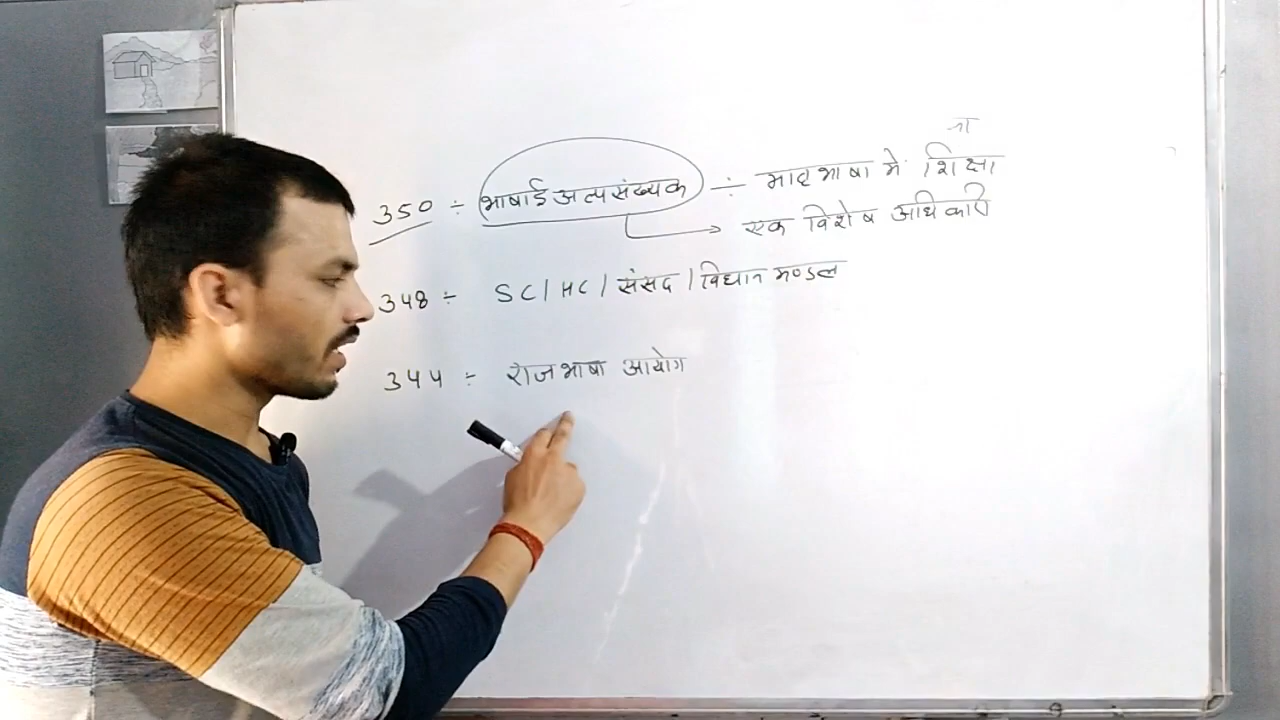 350 ÷ भाषाई अल्पसंख्यक ÷ मातृभाषा में शिक्षा
एक विशेष अधिकारी
348 ÷ SC/HC/संसद/विधान मण्डल
344 ÷ राजभाषा आयोग